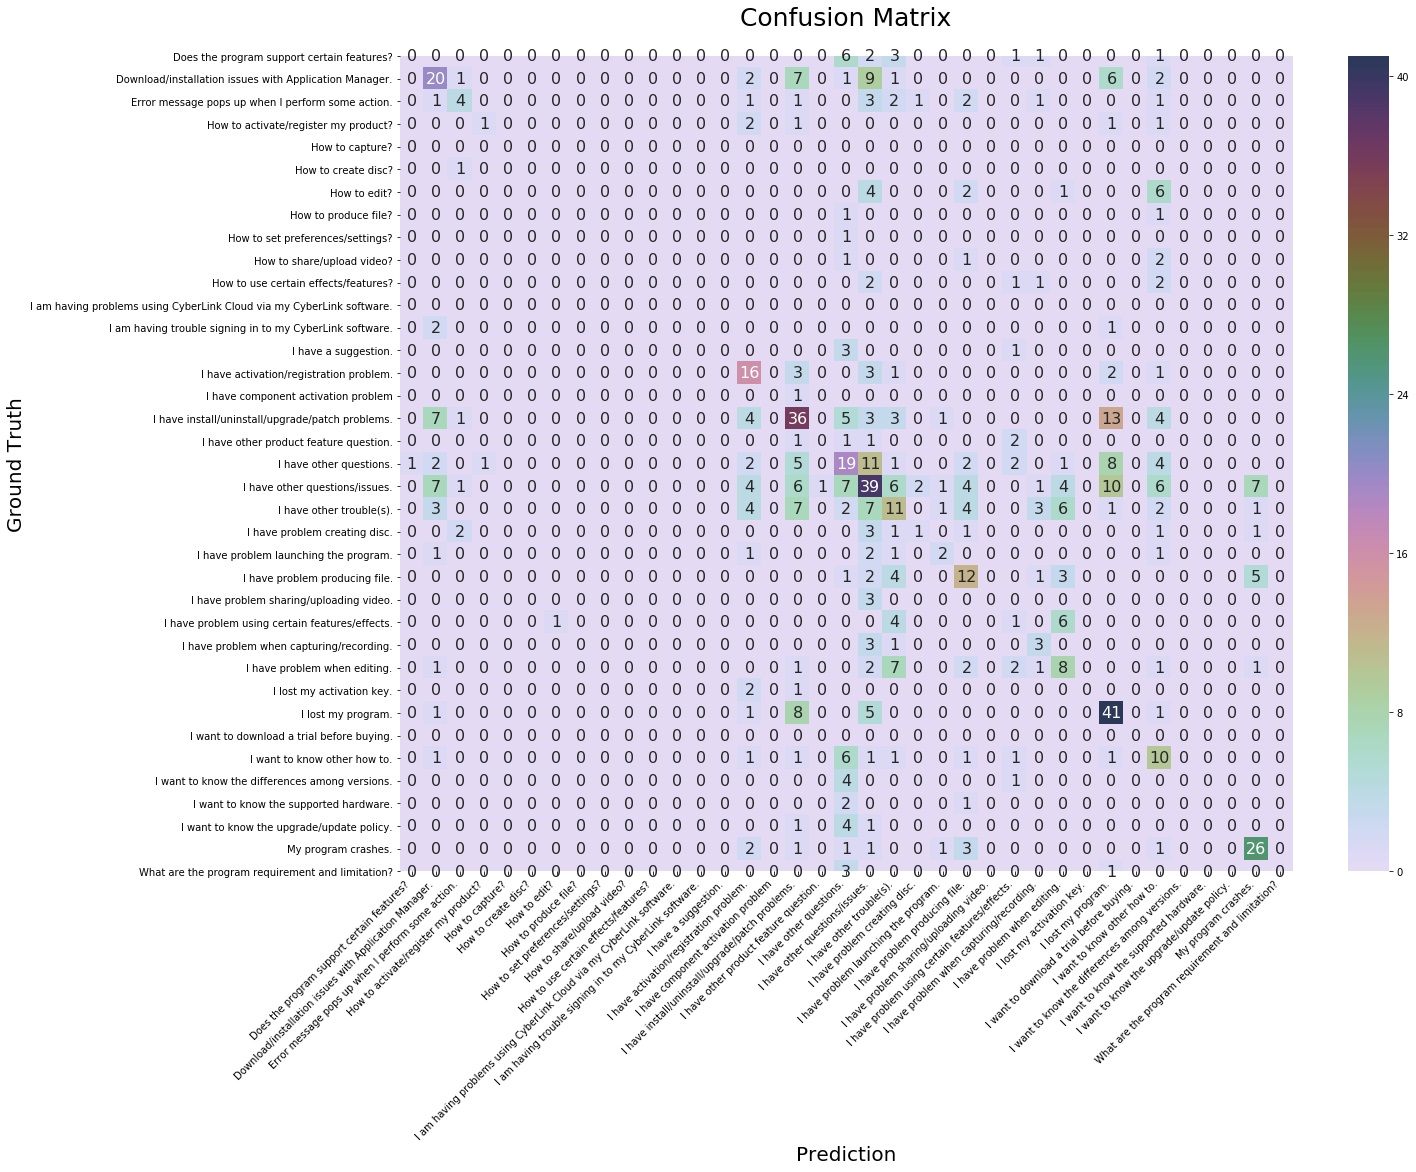 Confusion Matrix
Does the program support certain features? 0 0 0 0 0 0 0 0 0 0 0 0 0 0 0 0 0 0 6 2 3 0 0 0 0 1 1 0 0 0 0 1 0 0 0 0 0
Download/installation issues with Application Manager. 0 20 1 0 0 0 0 0 0 0 0 0 0 0 2 0 7 0 1 9 1 0 0 0 0 0 0 0 0 6 0 2 0 0 0 0 0
Error message pops up when I perform some action. 0 1 4 0 0 0 0 0 0 0 0 0 0 0 1 0 1 0 0 3 2 1 0 2 0 0 1 0 0 0 0 1 0 0 0 0 0
How to activate/register my product? 0 0 0 1 0 0 0 0 0 0 0 0 0 0 2 0 1 0 0 0 0 0 0 0 0 0 0 0 0 1 0 1 0 0 0 0 0
How to capture? 0 0 0 0 0 0 0 0 0 0 0 0 0 0 0 0 0 0 0 0 0 0 0 0 0 0 0 0 0 0 0 0 0 0 0 0 0
How to create disc? 0 0 1 0 0 0 0 0 0 0 0 0 0 0 0 0 0 0 0 0 0 0 0 0 0 0 0 0 0 0 0 0 0 0 0 0 0
How to edit? 0 0 0 0 0 0 0 0 0 0 0 0 0 0 0 0 0 0 0 4 0 0 0 2 0 0 0 1 0 0 0 6 0 0 0 0 0
How to produce file? 0 0 0 0 0 0 0 0 0 0 0 0 0 0 0 0 0 0 1 0 0 0 0 0 0 0 0 0 0 0 0 1 0 0 0 0 0
How to set preferences/settings? 0 0 0 0 0 0 0 0 0 0 0 0 0 0 0 0 0 0 1 0 0 0 0 0 0 0 0 0 0 0 0 0 0 0 0 0 0
How to share/upload video? 0 0 0 0 0 0 0 0 0 0 0 0 0 0 0 0 0 0 1 0 0 0 0 1 0 0 0 0 0 0 0 2 0 0 0 0 0
How to use certain effects/features? 0 0 0 0 0 0 0 0 0 0 0 0 0 0 0 0 0 0 0 2 0 0 0 0 0 1 1 0 0 0 0 2 0 0 0 0 0
I am having problems using CyberLink Cloud via my CyberLink software. 0 0 0 0 0 0 0 0 0 0 0 0 0 0 0 0 0 0 0 0 0 0 0 0 0 0 0 0 0 0 0 0 0 0 0 0 0
I am having trouble signing in to my CyberLink software. 0 2 0 0 0 0 0 0 0 0 0 0 0 0 0 0 0 0 0 0 0 0 0 0 0 0 0 0 0 1 0 0 0 0 0 0 0
I have a suggestion. 0 0 0 0 0 0 0 0 0 0 0 0 0 0 0 0 0 0 3 0 0 0 0 0 0 1 0 0 0 0 0 0 0 0 0 0 0
I have activation/registration problem. 0 0 0 0 0 0 0 0 0 0 0 0 0 0 16 0 3 0 0 3 1 0 0 0 0 0 0 0 0 2 0 1 0 0 0 0 0
I have component activation problem 0 0 0 0 0 0 0 0 0 0 0 0 0 0 0 0 1 0 0 0 0 0 0 0 0 0 0 0 0 0 0 0 0 0 0 0 0
I have install/uninstall/upgrade/patch problems. 0 7 1 0 0 0 0 0 0 0 0 0 0 0 4 0 36 0 5 3 3 0 1 0 0 0 0 0 0 13 0 4 0 0 0 0 0
I have other product feature question. 0 0 0 0 0 0 0 0 0 0 0 0 0 0 0 0 1 0 1 1 0 0 0 0 0 2 0 0 0 0 0 0 0 0 0 0 0
I have other questions. 1 2 0 1 0 0 0 0 0 0 0 0 0 0 2 0 5 0 19 11 1 0 0 2 0 2 0 1 0 8 0 4 0 0 0 0 0
I have other questions/issues. 0 7 1 0 0 0 0 0 0 0 0 0 0 0 4 0 6 1 7 39 6 2 1 4 0 0 1 4 0 10 0 6 0 0 0 7 0
I have other trouble(s). 0 3 0 0 0 0 0 0 0 0 0 0 0 0 4 0 7 0 2 7 11 0 1 4 0 0 3 6 0 1 0 2 0 0 0 1 0
I have problem creating disc. 0 0 2 0 0 0 0 0 0 0 0 0 0 0 0 0 0 0 0 3 1 1 0 1 0 0 0 0 0 0 0 1 0 0 0 1 0
I have problem launching the program. 0 1 0 0 0 0 0 0 0 0 0 0 0 0 1 0 0 0 0 2 1 0 2 0 0 0 0 0 0 0 0 1 0 0 0 0 0
I have problem producing file. 0 0 0 0 0 0 0 0 0 0 0 0 0 0 0 0 0 0 1 2 4 0 0 12 0 0 1 3 0 0 0 0 0 0 0 5 0
I have problem sharing/uploading video. 0 0 0 0 0 0 0 0 0 0 0 0 0 0 0 0 0 0 0 3 0 0 0 0 0 0 0 0 0 0 0 0 0 0 0 0 0
I have problem using certain features/effects. 0 0 0 0 0 0 1 0 0 0 0 0 0 0 0 0 0 0 0 0 4 0 0 0 0 1 0 6 0 0 0 0 0 0 0 0 0
I have problem when capturing/recording. 0 0 0 0 0 0 0 0 0 0 0 0 0 0 0 0 0 0 0 3 1 0 0 0 0 0 3 0 0 0 0 0 0 0 0 0 0
I have problem when editing. 0 1 0 0 0 0 0 0 0 0 0 0 0 0 0 0 1 0 0 2 7 0 0 2 0 2 1 8 0 0 0 1 0 0 0 1 0
I lost my activation key. 0 0 0 0 0 0 0 0 0 0 0 0 0 0 2 0 1 0 0 0 0 0 0 0 0 0 0 0 0 0 0 0 0 0 0 0 0
I lost my program. 0 1 0 0 0 0 0 0 0 0 0 0 0 0 1 0 8 0 0 5 0 0 0 0 0 0 0 0 0 41 0 1 0 0 0 0 0
I want to download a trial before buying. 0 0 0 0 0 0 0 0 0 0 0 0 0 0 0 0 0 0 0 0 0 0 0 0 0 0 0 0 0 0 0 0 0 0 0 0 0
I want to know other how to. 0 1 0 0 0 0 0 0 0 0 0 0 0 0 1 0 1 0 6 1 1 0 0 1 0 1 0 0 0 1 0 10 0 0 0 0 0
I want to know the differences among versions. 0 0 0 0 0 0 0 0 0 0 0 0 0 0 0 0 0 0 4 0 0 0 0 0 0 1 0 0 0 0 0 0 0 0 0 0 0
I want to know the supported hardware. 0 0 0 0 0 0 0 0 0 0 0 0 0 0 0 0 0 0 2 0 0 0 0 1 0 0 0 0 0 0 0 0 0 0 0 0 0
I want to know the upgrade/update policy. 0 0 0 0 0 0 0 0 0 0 0 0 0 0 0 0 1 0 4 1 0 0 0 0 0 0 0 0 0 0 0 0 0 0 0 0 0
My program crashes. 0 0 0 0 0 0 0 0 0 0 0 0 0 0 2 0 1 0 1 1 0 0 1 3 0 0 0 0 0 0 0 1 0 0 0 26 0
What are the program requirement and limitation? 0 0 0 0 0 0 0 0 0 0 0 0 0 0 0 0 0 0 3 0 0 0 0 0 0 0 0 0 0 1 0 0 0 0 0 0 0
Ground Truth
Does the program support certain features?
Download/installation issues with Application Manager.
Error message pops up when I perform some action.
How to activate/register my product?
How to capture?
How to create disc?
How to edit?
How to produce file?
How to set preferences/settings?
How to share/upload video?
How to use certain effects/features?
I am having problems using CyberLink Cloud via my CyberLink software.
I am having trouble signing in to my CyberLink software.
I have a suggestion.
I have activation/registration problem.
I have component activation problem
I have install/uninstall/upgrade/patch problems.
I have other product feature question.
I have other questions.
I have other questions/issues.
I have other trouble(s).
I have problem creating disc.
I have problem launching the program.
I have problem producing file.
I have problem sharing/uploading video.
I have problem using certain features/effects.
I have problem when capturing/recording.
I have problem when editing.
I lost my activation key.
I lost my program.
I want to download a trial before buying.
I want to know other how to.
I want to know the differences among versions.
I want to know the supported hardware.
I want to know the upgrade/update policy.
My program crashes.
What are the program requirement and limitation?
Prediction
40
32
24
16
8
0